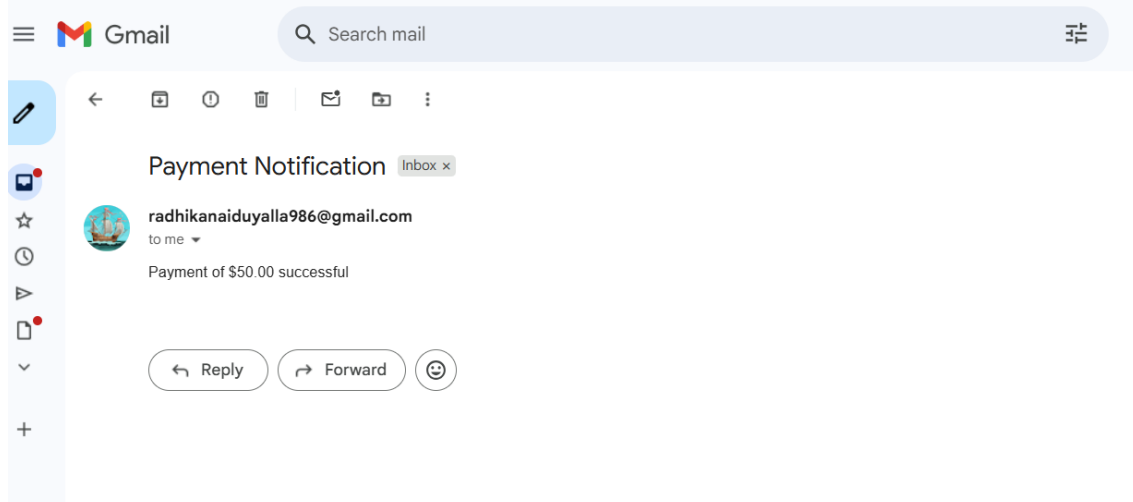 Gmail
Search mail
Payment Notification Inbox ×
radhikanaiduyalla986@gmail.com
to me
Payment of $50.00 successful
Reply Forward